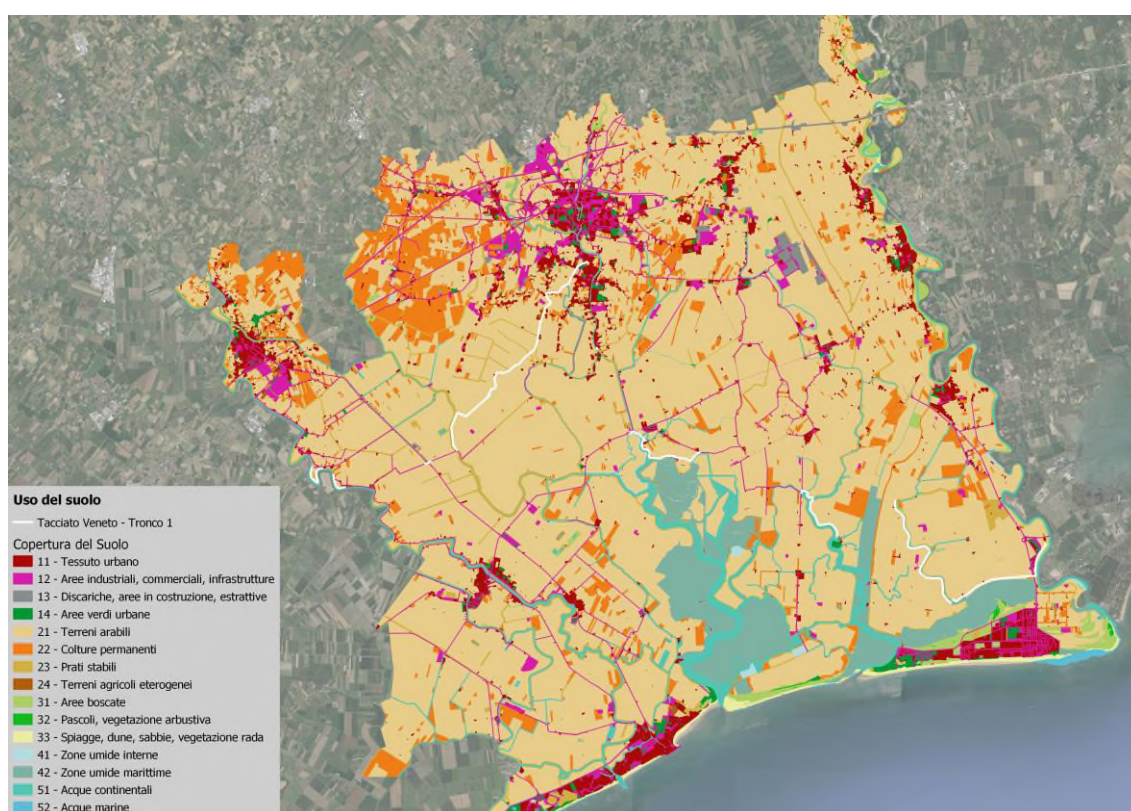 Uso del suolo
Tacciato Veneto - Tronco 1
Copertura del Suolo
11 - Tessuto urbano
12 - Aree industriali, commerciali, infrastrutture
13 - Discariche, aree in costruzione, estrattive
14 - Aree verdi urbane
21 - Terreni arabili
22 - Colture permanenti
23 - Prati stabili
24 - Terreni agricoli eterogenei
31 - Aree boscate
32 - Pascoli, vegetazione arbustiva
33 - Spiagge, dune, sabbie, vegetazione rada
41 - Zone umide interne
42 - Zone umide marittime
51 - Acque continentali
52 - Acque marine